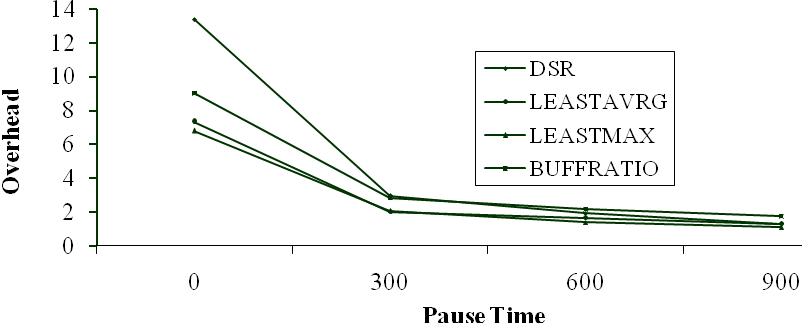 14
12
10
8
6
4
2
0
Overhead
DSR
LEASTAVRG
LEASTMAX
BUFFRATIO
0 300 600 900
Pause Time